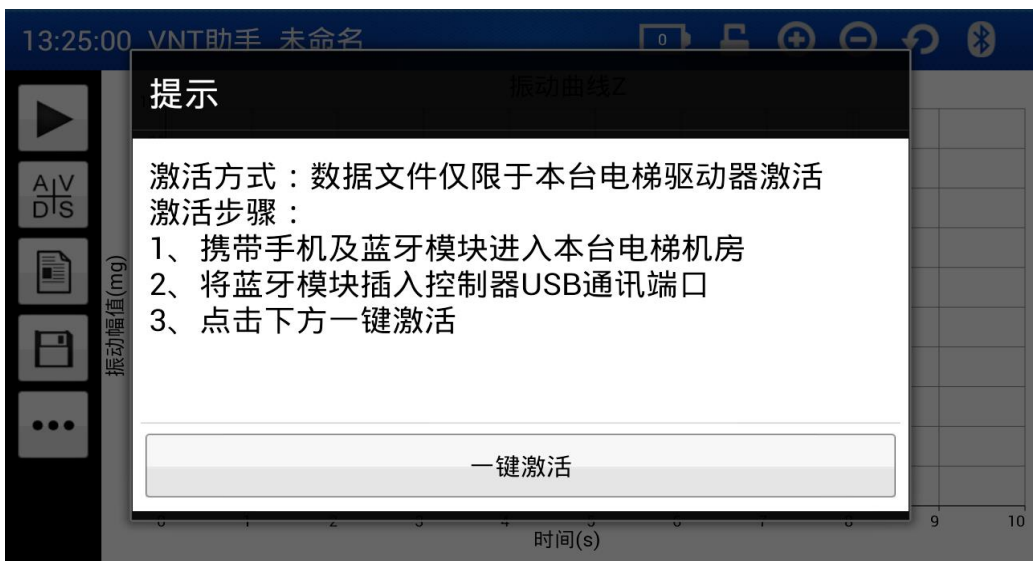 13:25:00 VNT助手 未命名
0
振动曲线Z
提示
A V
D S
激活方式：数据文件仅限于本台电梯驱动器激活
激活步骤：
1、携带手机及蓝牙模块进入本台电梯机房
2、将蓝牙模块插入控制器USB通讯端口
3、点击下方一键激活
振动幅值(mg)
一键激活
9 10
时间(s)